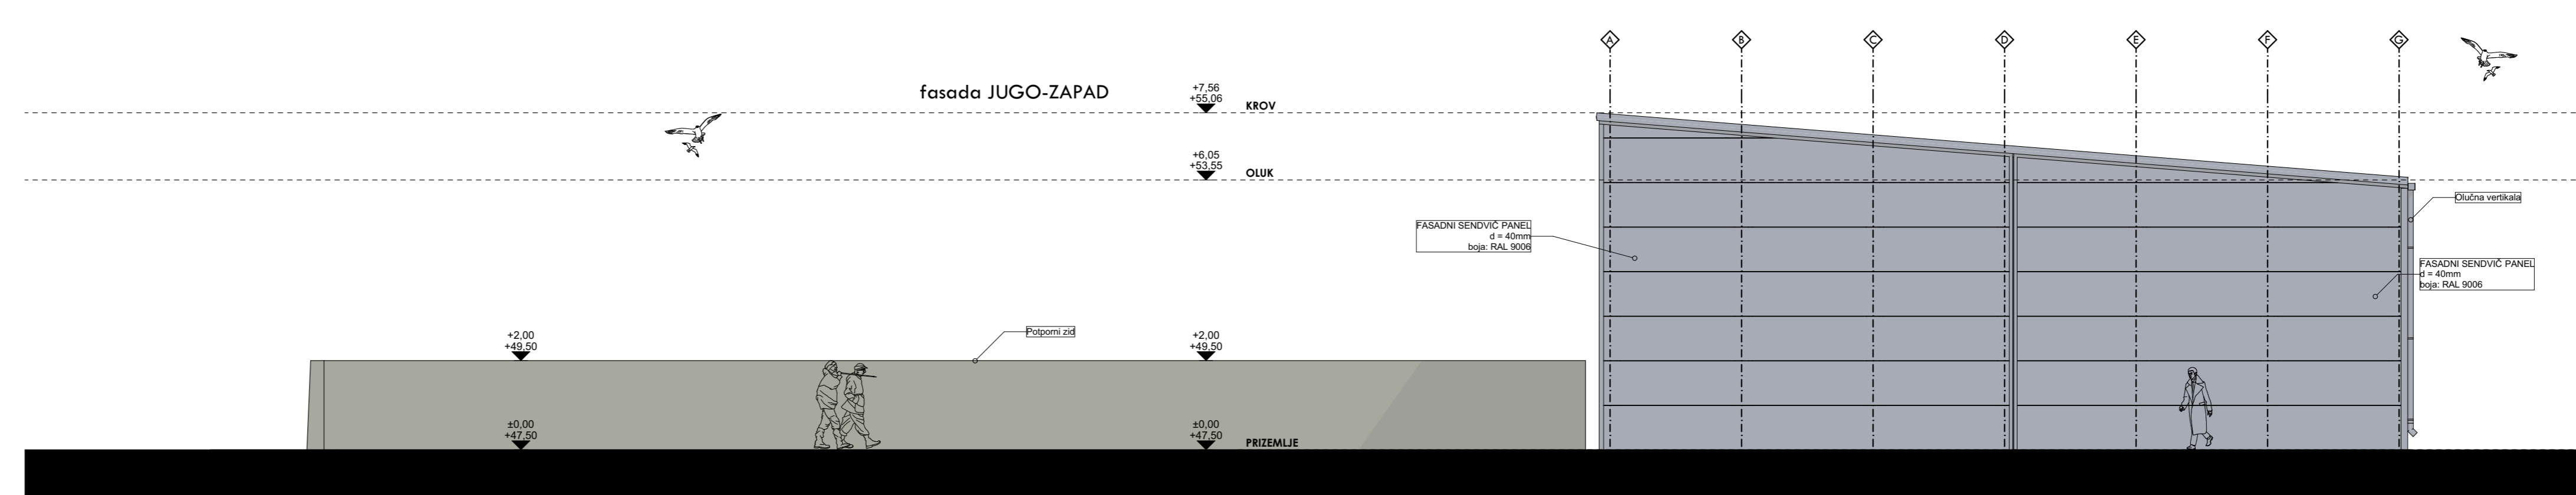 A
B
C
D
E
F
G
fasada JUGO-ZAPAD
+7,56
+55,06
KROV
+6,05
+53,55
OLUK
Olučna vertikala
FASADNI SENDVIČ PANEL
d = 40mm
boja: RAL 9006
FASADNI SENDVIČ PANEL
d = 40mm
boja: RAL 9006
Potporni zid
+2,00
+49,50
+2,00
+49,50
±0,00
+47,50
±0,00
+47,50
PRIZEMLJE